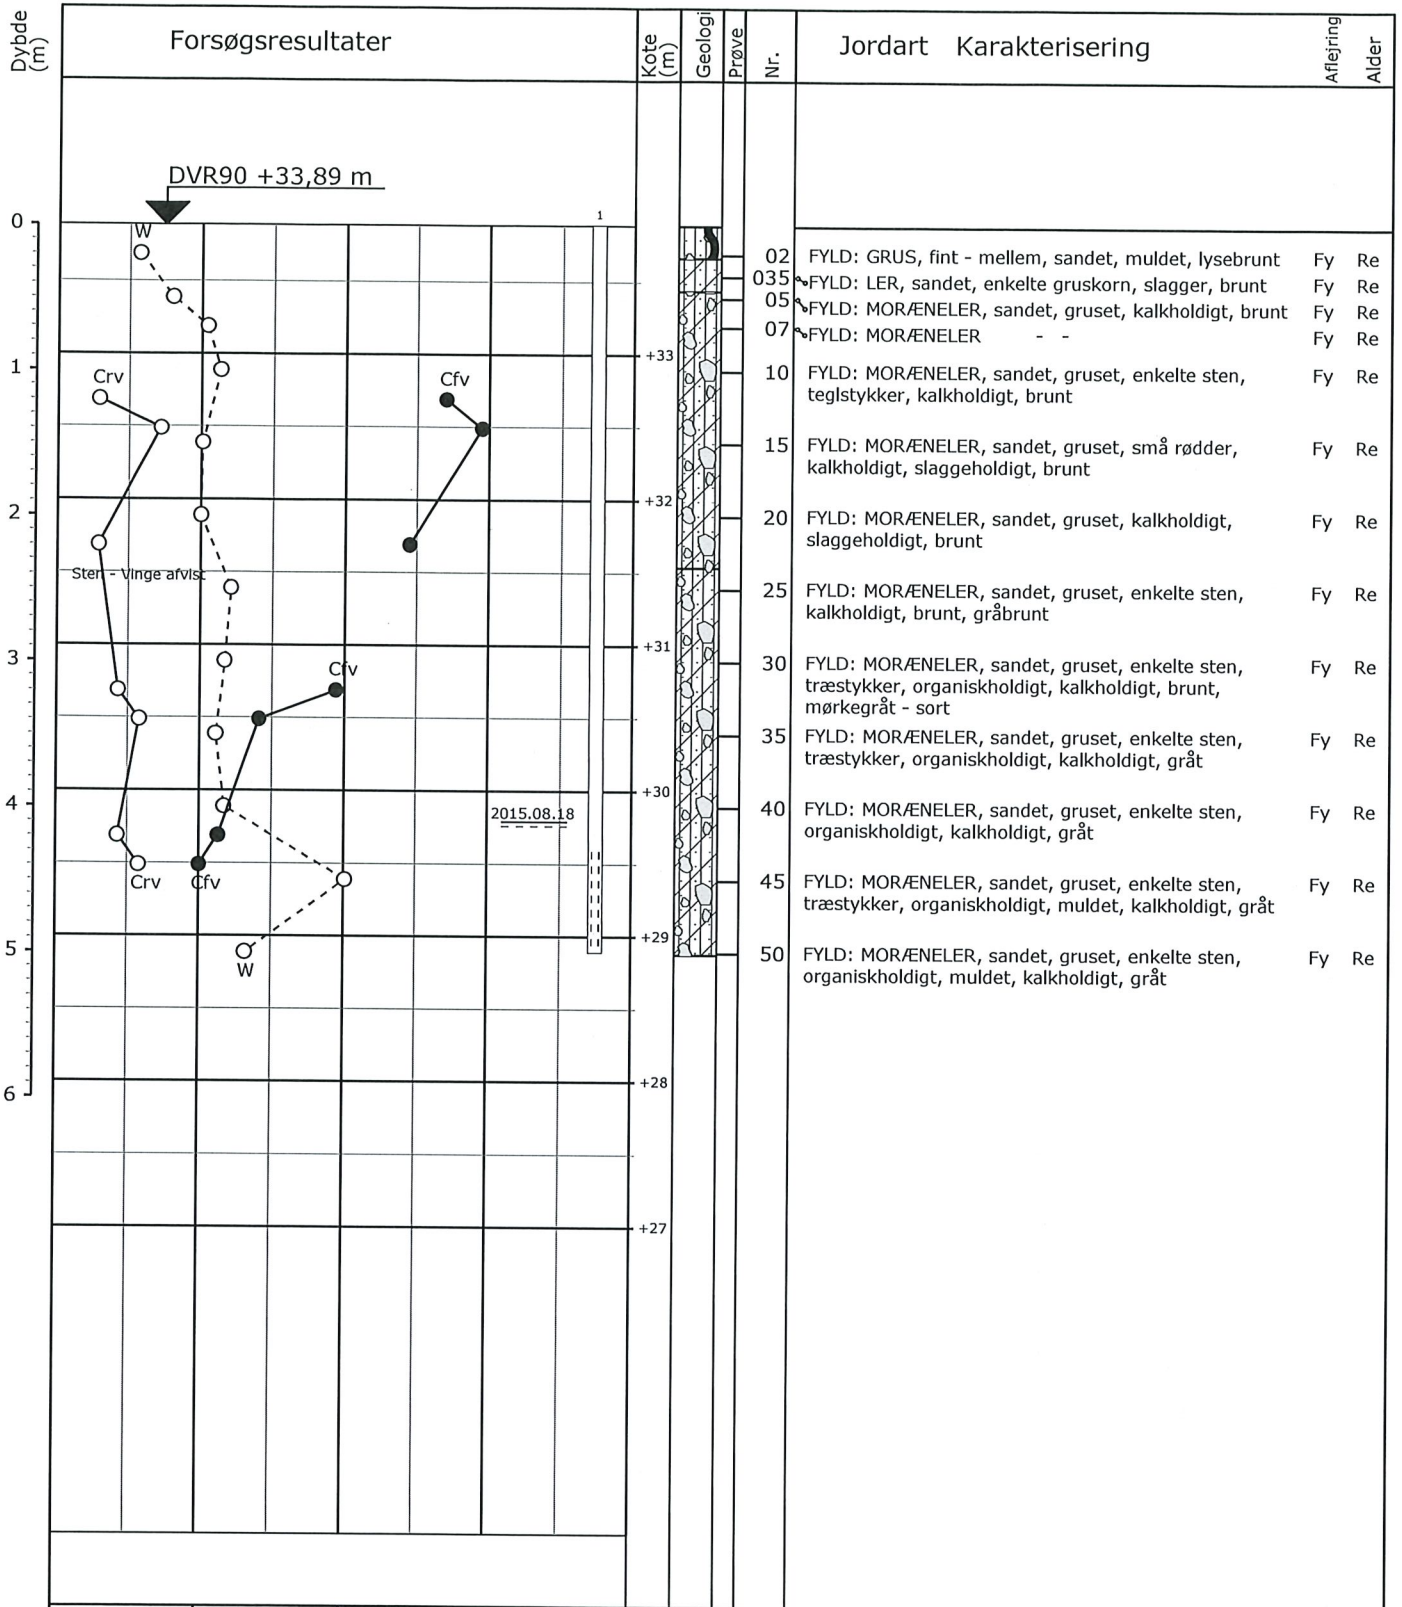 Dybde
(m)
Forsøgsresultater
Kote
(m)
Geologi
Prøve
Nr.
Jordart Karakterisering
Aflejring
Alder
DVR90 +33,89 m
0
1
2
3
4
5
6
1
W
Crv
Cfv
Sten - Vinge afvist
Cfv
2015.08.18
Crv
Cfv
W
+33
+32
+31
+30
+29
+28
+27
02 FYLD: GRUS, fint - mellem, sandet, muldet, lysebrunt Fy Re
035 FYLD: LER, sandet, enkelte gruskorn, slagger, brunt Fy Re
05 FYLD: MORÆNELER, sandet, gruset, kalkholdigt, brunt Fy Re
07 FYLD: MORÆNELER - - Fy Re
10 FYLD: MORÆNELER, sandet, gruset, enkelte sten, Fy Re
teglstykker, kalkholdigt, brunt
15 FYLD: MORÆNELER, sandet, gruset, små rødder, Fy Re
kalkholdigt, slaggeholdigt, brunt
20 FYLD: MORÆNELER, sandet, gruset, kalkholdigt, Fy Re
slaggeholdigt, brunt
25 FYLD: MORÆNELER, sandet, gruset, enkelte sten, Fy Re
kalkholdigt, brunt, gråbrunt
30 FYLD: MORÆNELER, sandet, gruset, enkelte sten, Fy Re
træstykker, organiskholdigt, kalkholdigt, brunt,
mørkegråt - sort
35 FYLD: MORÆNELER, sandet, gruset, enkelte sten, Fy Re
træstykker, organiskholdigt, kalkholdigt, gråt
40 FYLD: MORÆNELER, sandet, gruset, enkelte sten, Fy Re
organiskholdigt, kalkholdigt, gråt
45 FYLD: MORÆNELER, sandet, gruset, enkelte sten, Fy Re
træstykker, organiskholdigt, muldet, kalkholdigt, gråt
50 FYLD: MORÆNELER, sandet, gruset, enkelte sten, Fy Re
organiskholdigt, muldet, kalkholdigt, gråt